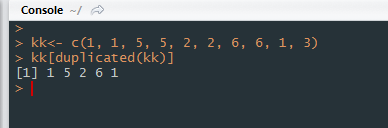 Console ~/
>
> kk<- c(1, 1, 5, 5, 2, 2, 6, 6, 1, 3)
> kk[duplicated(kk)]
[1] 1 5 2 6 1
>